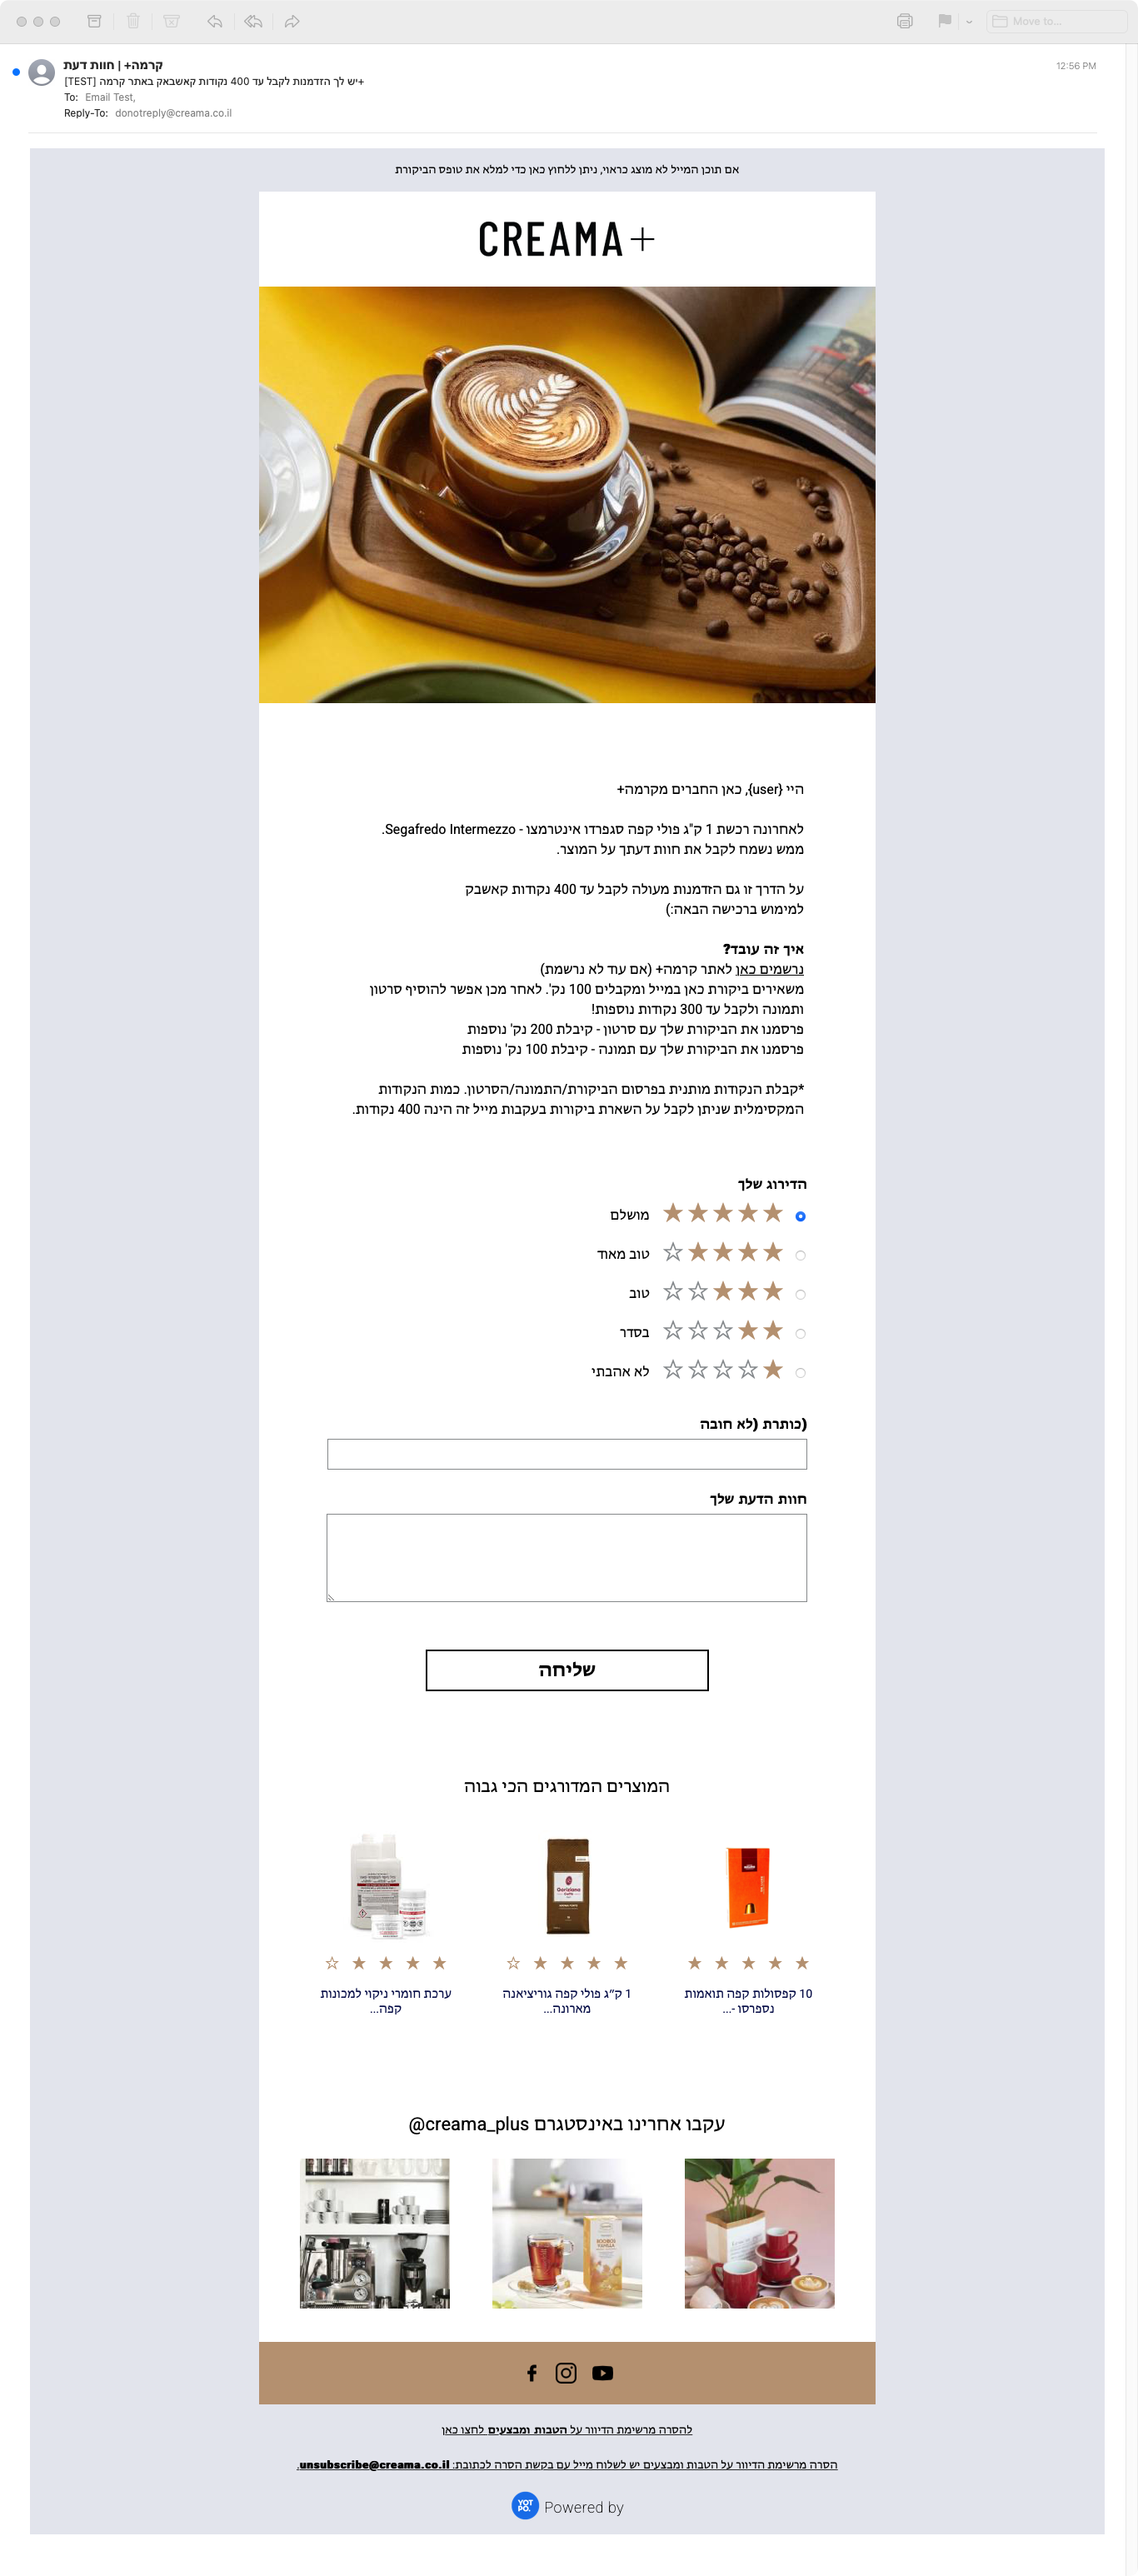 Move to...
קרמה+ | חוות דעת
12:56 PM
[TEST] יש לך הזדמנות לקבל עד 400 נקודות קאשבאק באתר קרמה+
To: Email Test,
Reply-To: donotreply@creama.co.il
אם תוכן המייל לא מוצג כראוי, ניתן ללחוץ כאן כדי למלא את טופס הביקורת
CREAMA+
היי {user}, כאן החברים מקרמה+
לאחרונה רכשת 1 ק"ג פולי קפה סגפרדו אינטרמצו - Segafredo Intermezzo.
ממש נשמח לקבל את חוות דעתך על המוצר.
על הדרך זו גם הזדמנות מעולה לקבל עד 400 נקודות קאשבק
למימוש ברכישה הבאה:)
איך זה עובד?
נרשמים כאן לאתר קרמה+ (אם עוד לא נרשמת)
משאירים ביקורת כאן במייל ומקבלים 100 נק'. לאחר מכן אפשר להוסיף סרטון
ותמונה ולקבל עד 300 נקודות נוספות!
פרסמנו את הביקורת שלך עם סרטון - קיבלת 200 נק' נוספות
פרסמנו את הביקורת שלך עם תמונה - קיבלת 100 נק' נוספות
*קבלת הנקודות מותנית בפרסום הביקורת/התמונה/הסרטון. כמות הנקודות
המקסימלית שניתן לקבל על השארת ביקורות בעקבות מייל זה הינה 400 נקודות.
הדירוג שלך
מושלם
טוב מאוד
טוב
בסדר
לא אהבתי
(כותרת (לא חובה
חוות הדעת שלך
שליחה
המוצרים המדורגים הכי גבוה
10 קפסולות קפה תואמות
נספרסו -...
1 ק"ג פולי קפה גוריציאנה
מארונה...
ערכת חומרי ניקוי למכונות
קפה...
עקבו אחרינו באינסטגרם @creama_plus
להסרה מרשימת הדיוור על הטבות ומבצעים לחצו כאן
הסרה מרשימת הדיוור על הטבות ומבצעים יש לשלוח מייל עם בקשת הסרה לכתובת: unsubscribe@creama.co.il.
YOT
PO.
Powered by